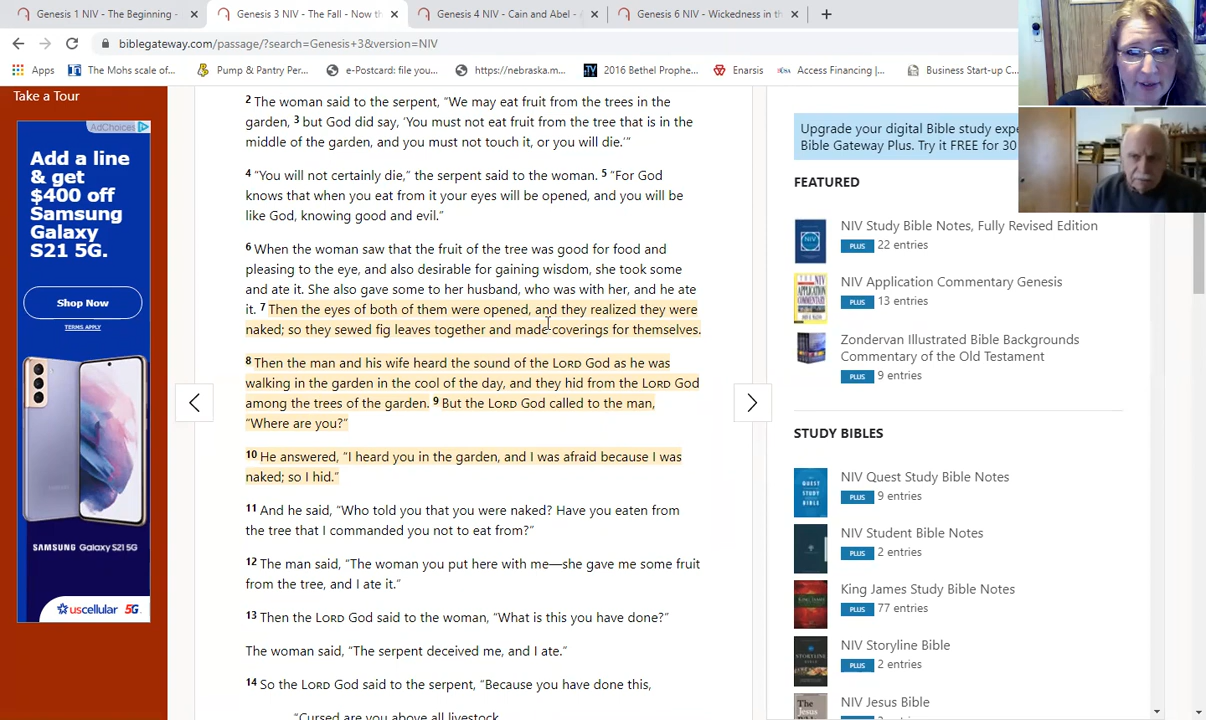 Genesis 1 NIV - The Beginning -
Genesis 3 NIV - The Fall - Now th
Genesis 4 NIV - Cain and Abel -
Genesis 6 NIV - Wickedness in th
biblegateway.com/passage/?search=Genesis+3&version=NIV
Apps
The Mohs scale of...
Pump & Pantry Per...
e-Postcard: file you...
https://nebraska.m...
2016 Bethel Prophe...
Enarsis
Access Financing |...
Business Start-up C
Take a Tour
AdChoices
Add a line
& get
$400 off
Samsung
Galaxy
S21 5G.
Shop Now
TERMS APPLY
SAMSUNG Galaxy S21 5G
uscellular 5G
2 The woman said to the serpent, “We may eat fruit from the trees in the
garden, 3 but God did say, ‘You must not eat fruit from the tree that is in the
middle of the garden, and you must not touch it, or you will die.’”
4 “You will not certainly die,” the serpent said to the woman. 5 “For God
knows that when you eat from it your eyes will be opened, and you will be
like God, knowing good and evil.”
6 When the woman saw that the fruit of the tree was good for food and
pleasing to the eye, and also desirable for gaining wisdom, she took some
and ate it. She also gave some to her husband, who was with her, and he ate
it. 7 Then the eyes of both of them were opened, and they realized they were
naked; so they sewed fig leaves together and made coverings for themselves.
8 Then the man and his wife heard the sound of the LORD God as he was
walking in the garden in the cool of the day, and they hid from the LORD God
among the trees of the garden. 9 But the LORD God called to the man,
“Where are you?”
10 He answered, “I heard you in the garden, and I was afraid because I was
naked; so I hid.”
11 And he said, “Who told you that you were naked? Have you eaten from
the tree that I commanded you not to eat from?”
12 The man said, “The woman you put here with me—she gave me some fruit
from the tree, and I ate it.”
13 Then the LORD God said to the woman, “What is this you have done?”
The woman said, “The serpent deceived me, and I ate.”
14 So the LORD God said to the serpent, “Because you have done this,
“Cursed are you above all livestock
Upgrade your digital Bible study expe
Bible Gateway Plus. Try it FREE for 30
FEATURED
NIV Study Bible Notes, Fully Revised Edition
PLUS 22 entries
NIV Application Commentary Genesis
PLUS 13 entries
Zondervan Illustrated Bible Backgrounds
Commentary of the Old Testament
PLUS 9 entries
STUDY BIBLES
NIV Quest Study Bible Notes
PLUS 9 entries
NIV Student Bible Notes
PLUS 2 entries
King James Study Bible Notes
PLUS 77 entries
NIV Storyline Bible
PLUS 2 entries
NIV Jesus Bible